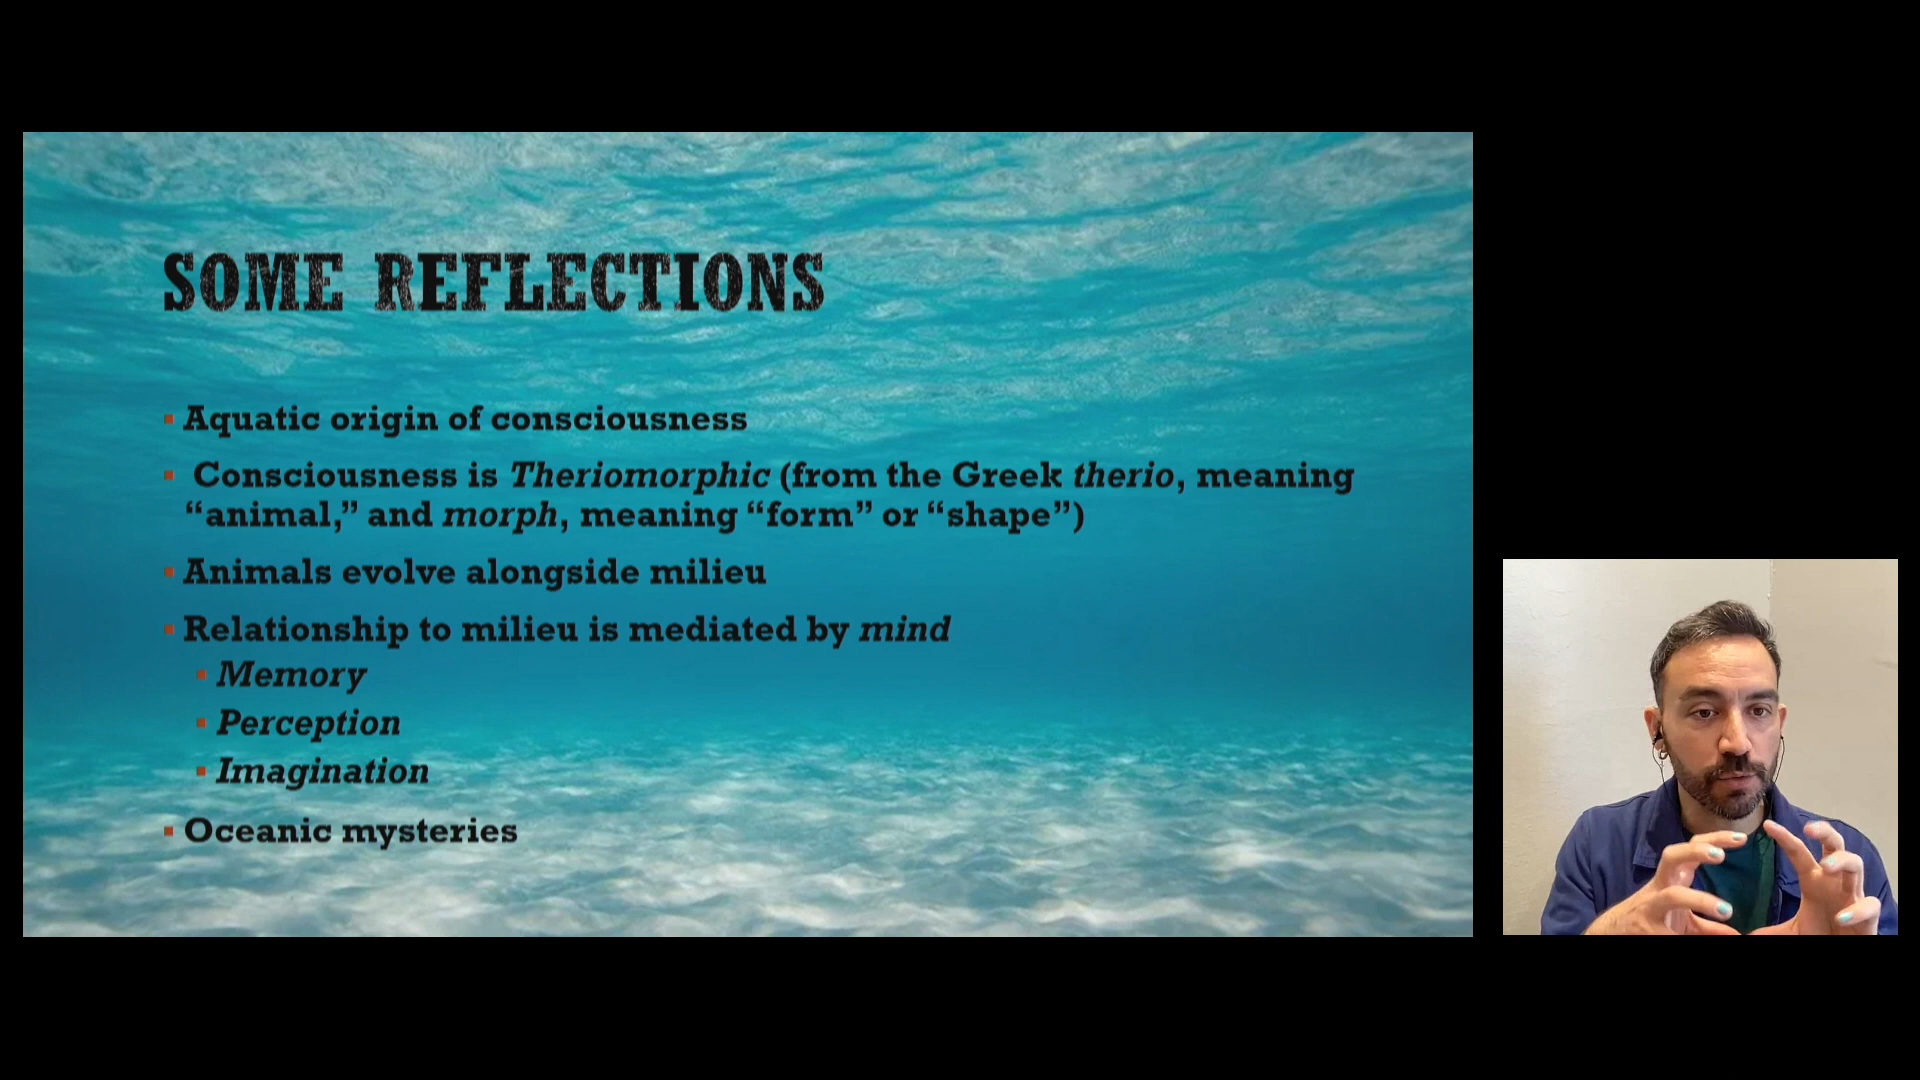 SOME REFLECTIONS
Aquatic origin of consciousness
Consciousness is Theriomorphic (from the Greek therio, meaning
“animal,” and morph, meaning “form” or “shape”)
Animals evolve alongside milieu
Relationship to milieu is mediated by mind
Memory
Perception
Imagination
Oceanic mysteries